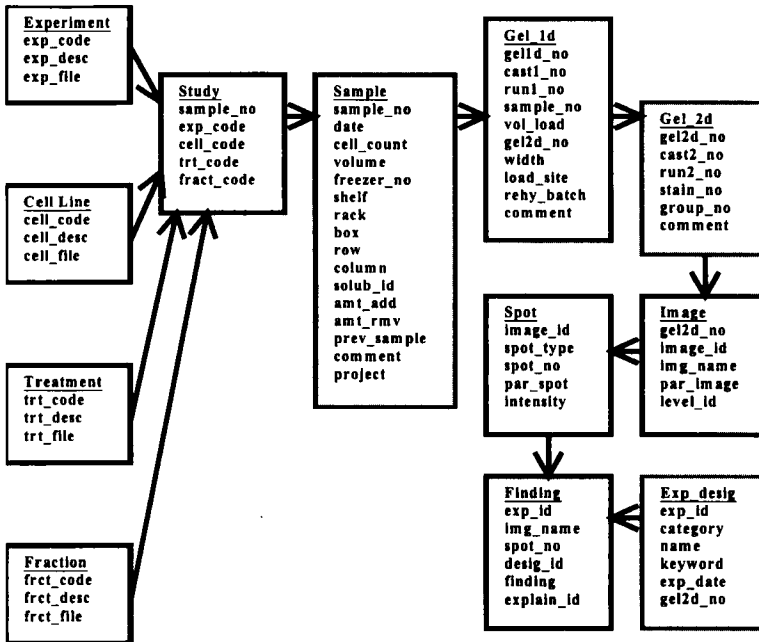 Experiment
exp_code
exp_desc
exp_file
Cell Line
cell_code
cell_desc
cell_file
Treatment
trt_code
trt_desc
trt_file
Fraction
frct_code
frct_desc
frct_file
Study
sample_no
exp_code
cell_code
trt_code
fract_code
Sample
sample_no
date
cell_count
volume
freezer_no
shelf
rack
box
row
column
solub_id
amt_add
amt_rmv
prev_sample
comment
project
Gel_1d
gel1d_no
cast1_no
run1_no
sample_no
vol_load
gel2d_no
width
load_site
rehy_batch
comment
Gel_2d
gel2d_no
cast2_no
run2_no
stain_no
group_no
comment
Spot
image_id
spot_type
spot_no
par_spot
intensity
Image
gel2d_no
image_id
img_name
par_image
level_id
Finding
exp_id
img_name
spot_no
desig_id
finding
explain_id
Exp_desig
exp_id
category
name
keyword
exp_date
gel2d_no